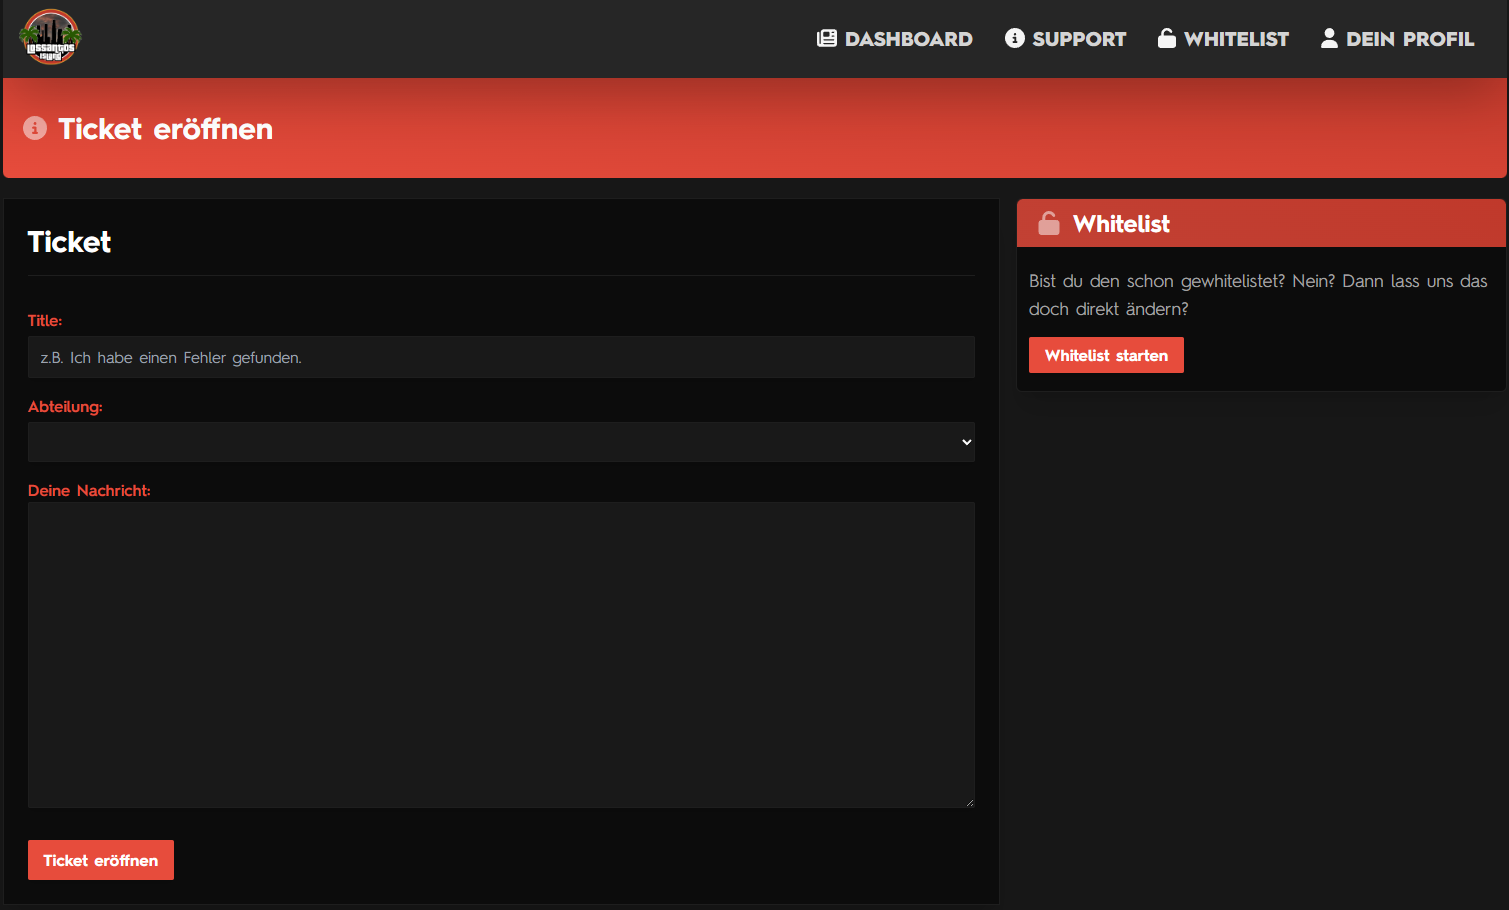 LOSSANTOS
ISLAND
DASHBOARD
SUPPORT
WHITELIST
DEIN PROFIL
Ticket eröffnen
Ticket
Title:
z.B. Ich habe einen Fehler gefunden.
Abteilung:
Deine Nachricht:
Ticket eröffnen
Whitelist
Bist du den schon gewhitelistet? Nein? Dann lass uns das
doch direkt ändern?
Whitelist starten